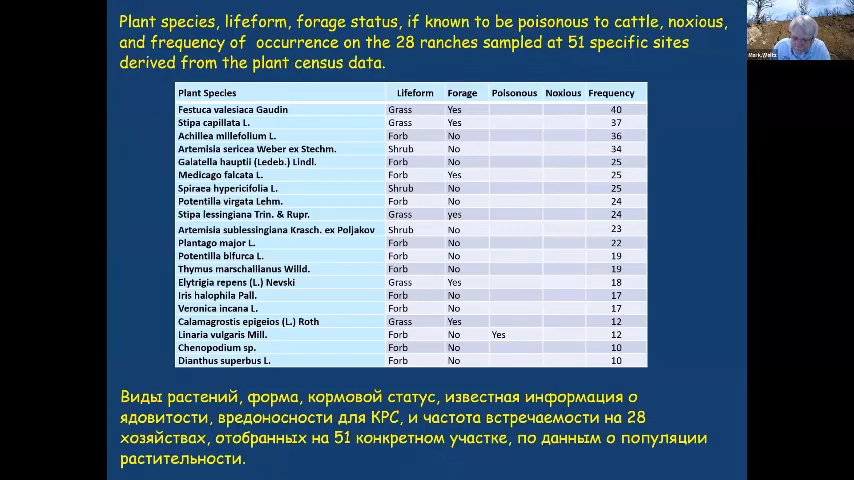 Plant species, lifeform, forage status, if known to be poisonous to cattle, noxious,
and frequency of occurrence on the 28 ranches sampled at 51 specific sites
derived from the plant census data.
Mark.Weltz
Plant Species Lifeform Forage Poisonous Noxious Frequency
Festuca valesiaca Gaudin Grass Yes 40
Stipa capillata L. Grass Yes 37
Achillea millefolium L. Forb No 36
Artemisia sericea Weber ex Stechm. Shrub No 34
Galatella hauptii (Ledeb.) Lindl. Forb No 25
Medicago falcata L. Forb Yes 25
Spiraea hypericifolia L. Shrub No 25
Potentilla virgata Lehm. Forb No 24
Stipa lessingiana Trin. & Rupr. Grass yes 24
Artemisia sublessingiana Krasch. ex Poljakov Shrub No 23
Plantago major L. Forb No 22
Potentilla bifurca L. Forb No 19
Thymus marschallianus Willd. Forb No 19
Elytrigia repens (L.) Nevski Grass Yes 18
Iris halophila Pall. Forb No 17
Veronica incana L. Forb No 17
Calamagrostis epigeios (L.) Roth Grass Yes 12
Linaria vulgaris Mill. Forb No Yes 12
Chenopodium sp. Forb No 10
Dianthus superbus L. Forb No 10
Виды растений, форма, кормовой статус, известная информация о
ядовитости, вредоносности для КРС, и частота встречаемости на 28
хозяйствах, отобранных на 51 конкретном участке, по данным о популяции
растительности.